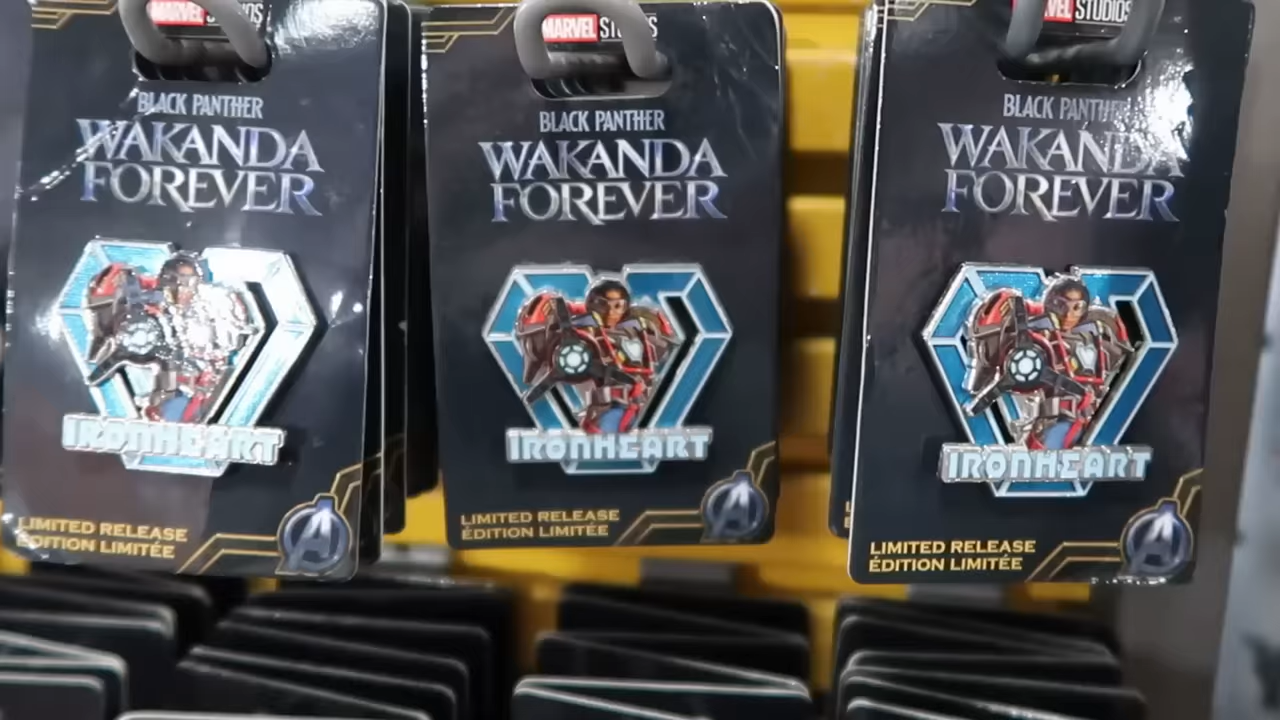 MARVEL STUDIOS
BLACK PANTHER
WAKANDA
FOREVER
IRONHEART
LIMITED RELEASE
ÉDITION LIMITÉE
MARVEL STUDIOS
BLACK PANTHER
WAKANDA
FOREVER
IRONHEART
LIMITED RELEASE
ÉDITION LIMITÉE
MARVEL STUDIOS
BLACK PANTHER
WAKANDA
FOREVER
IRONHEART
LIMITED RELEASE
ÉDITION LIMITÉE